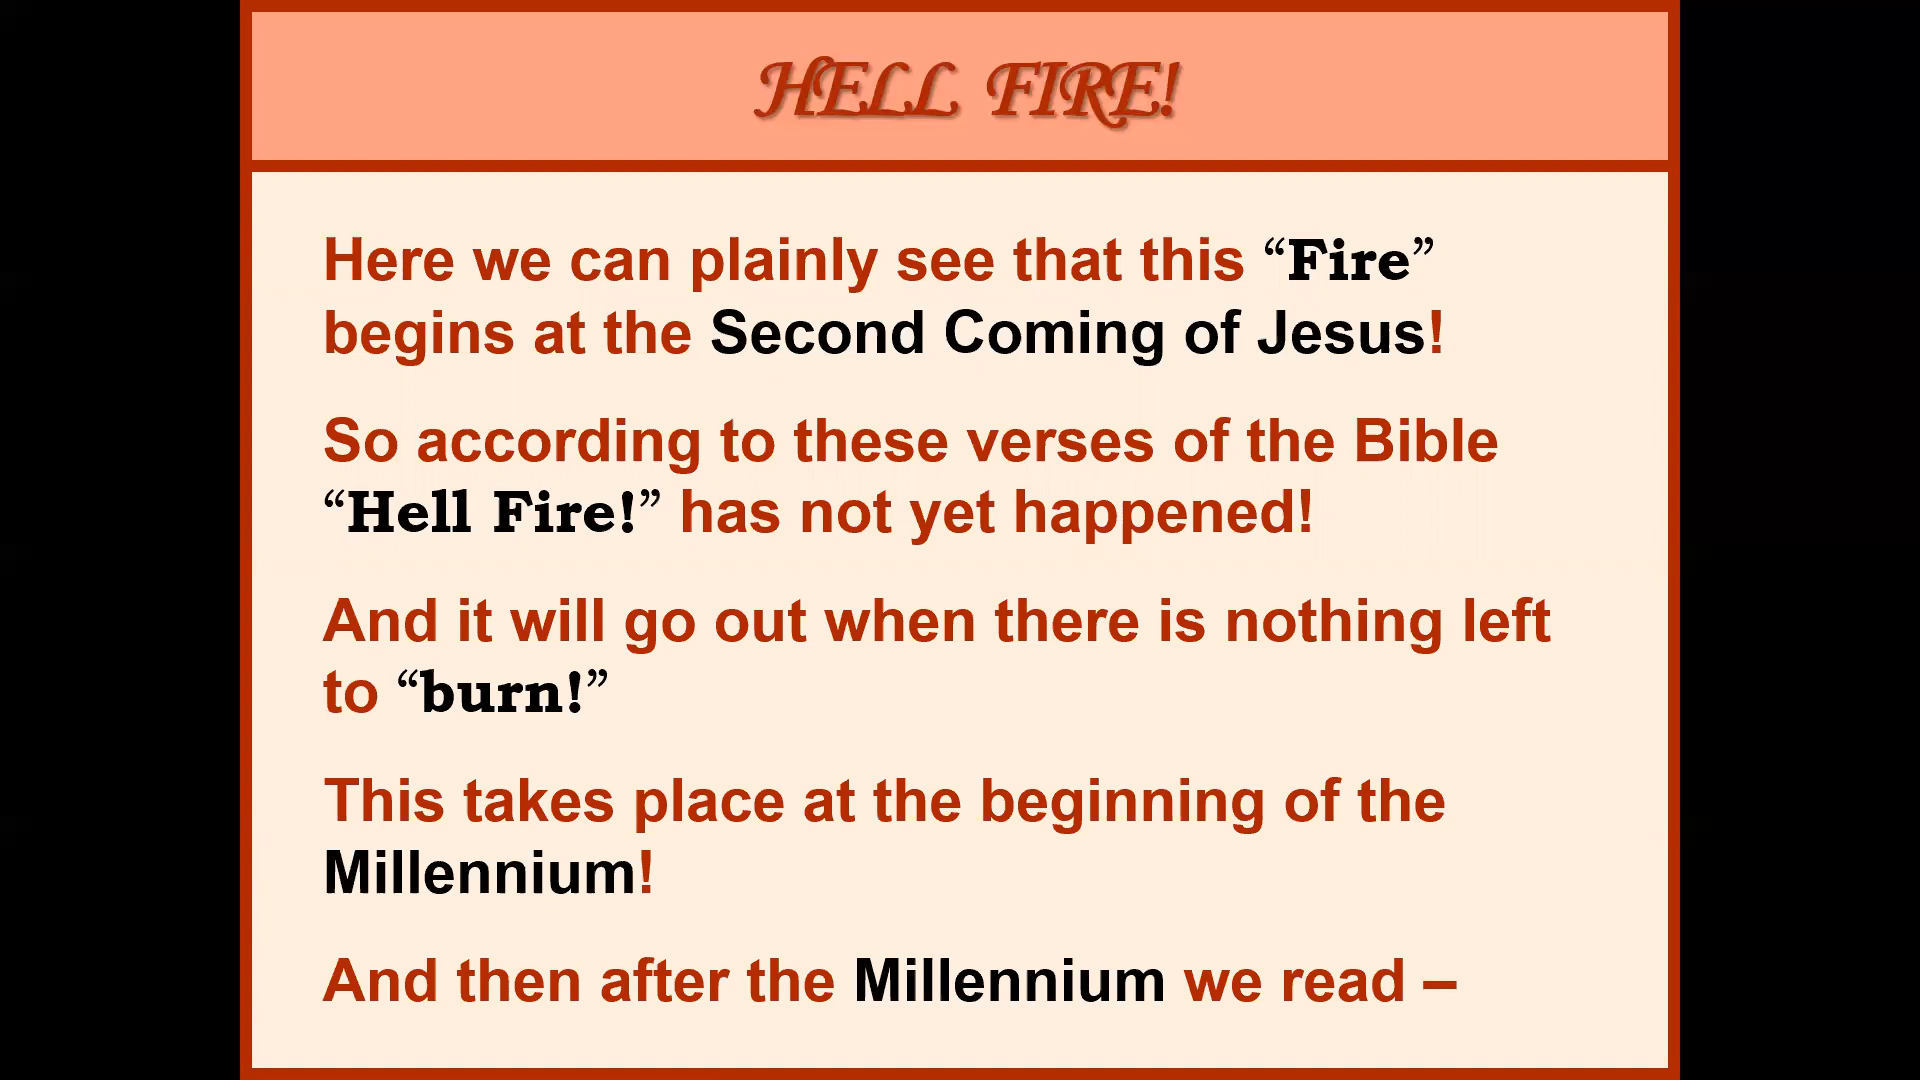 HELL FIRE!
Here we can plainly see that this “Fire”
begins at the Second Coming of Jesus!
So according to these verses of the Bible
“Hell Fire!” has not yet happened!
And it will go out when there is nothing left
to “burn!”
This takes place at the beginning of the
Millennium!
And then after the Millennium we read –